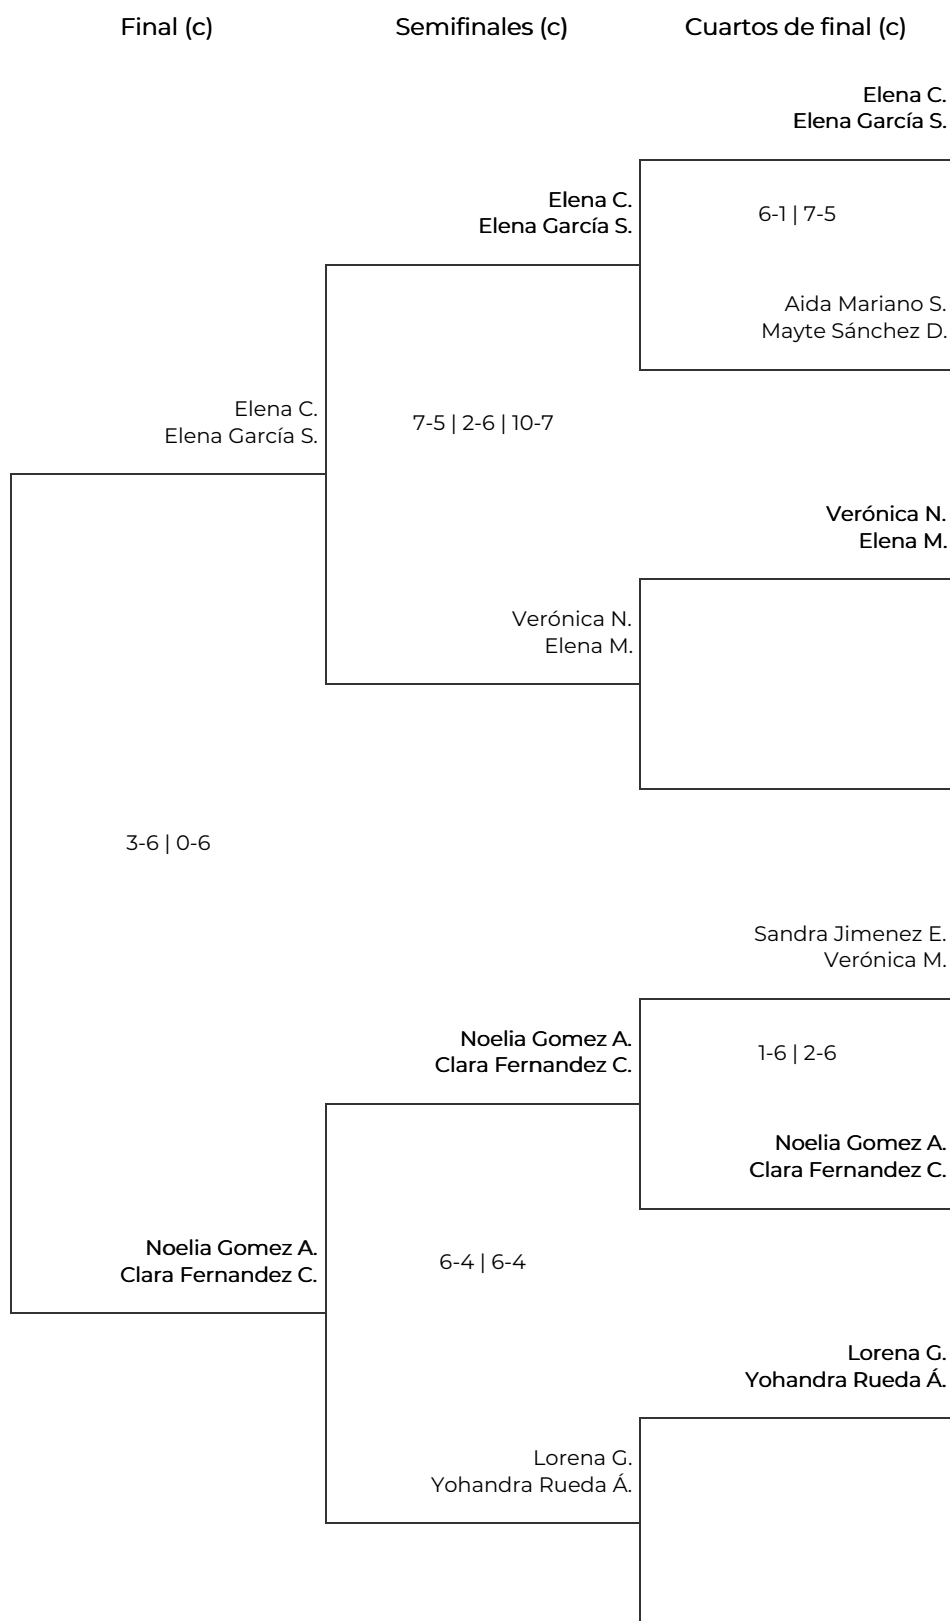 Final (c)
Semifinales (c)
Cuartos de final (c)
Elena C.
Elena García S.
Elena C.
Elena García S.
6-1 | 7-5
Aida Mariano S.
Mayte Sánchez D.
Elena C.
Elena García S.
7-5 | 2-6 | 10-7
Verónica N.
Elena M.
Verónica N.
Elena M.
3-6 | 0-6
Sandra Jimenez E.
Verónica M.
Noelia Gomez A.
Clara Fernandez C.
1-6 | 2-6
Noelia Gomez A.
Clara Fernandez C.
Noelia Gomez A.
Clara Fernandez C.
6-4 | 6-4
Lorena G.
Yohandra Rueda Á.
Lorena G.
Yohandra Rueda Á.